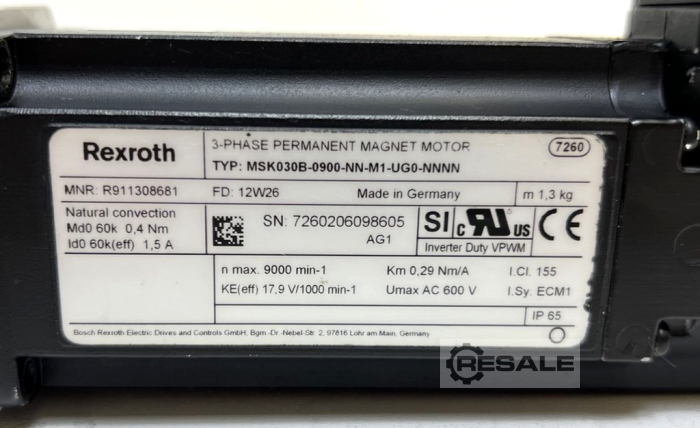 Rexroth
3-PHASE PERMANENT MAGNET MOTOR
7260
TYP: MSK030B-0900-NN-M1-UG0-NNNN
MNR: R911308681
FD: 12W26
Made in Germany
m 1,3 kg
Natural convection
Md0 60k 0,4 Nm
Id0 60k(eff) 1,5 A
SN: 7260206098605
AG1
SI c RU us CE
Inverter Duty VPWM
n max. 9000 min-1
Km 0,29 Nm/A
I.Cl. 155
KE(eff) 17,9 V/1000 min-1
Umax AC 600 V
I.Sy. ECM1
IP 65
Bosch Rexroth Electric Drives and Controls GmbH, Bgm.-Dr.-Nebel-Str. 2, 97816 Lohr am Main, Germany
RESALE